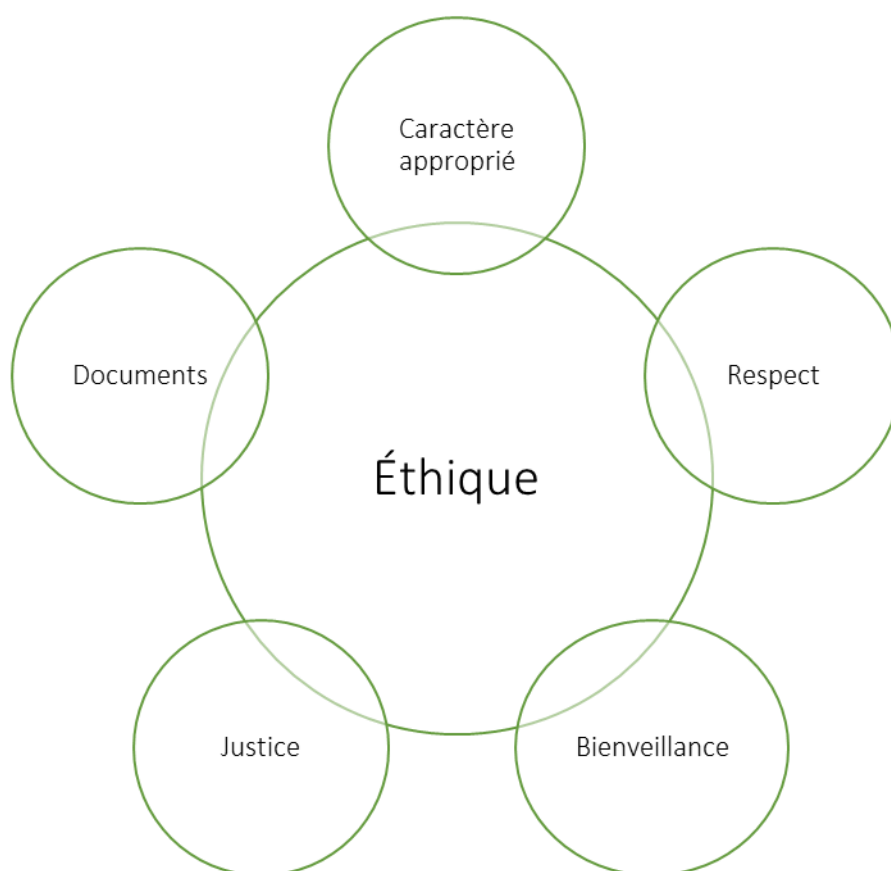 Caractère
approprié
Documents
Respect
Éthique
Justice
Bienveillance